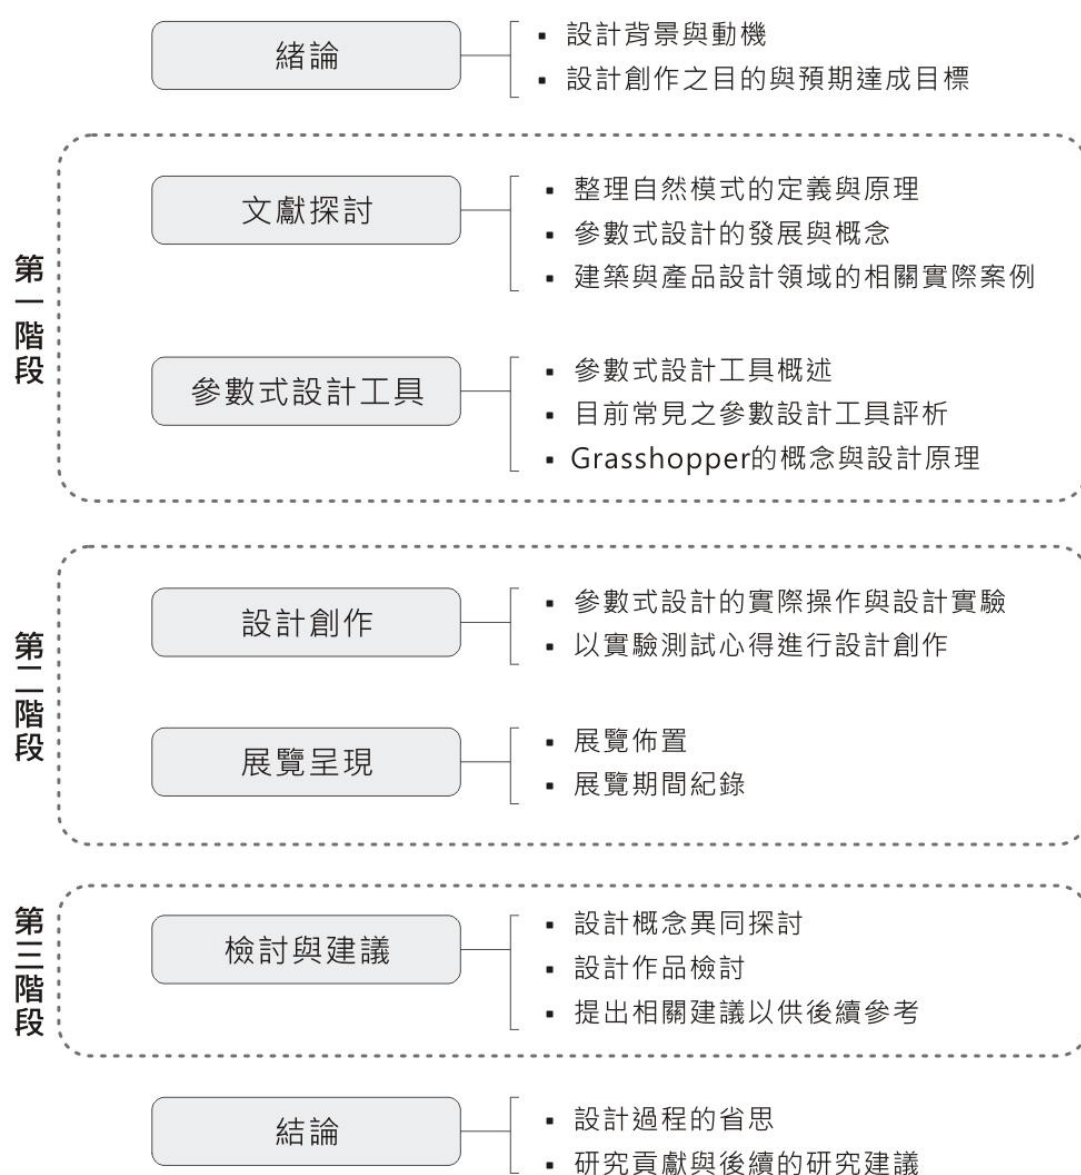 緒論
設計背景與動機
設計創作之目的與預期達成目標
第一階段
文獻探討
整理自然模式的定義與原理
參數式設計的發展與概念
建築與產品設計領域的相關實際案例
參數式設計工具
參數式設計工具概述
目前常見之參數設計工具評析
Grasshopper的概念與設計原理
第二階段
設計創作
參數式設計的實際操作與設計實驗
以實驗測試心得進行設計創作
展覽呈現
展覽佈置
展覽期間紀錄
第三階段
檢討與建議
設計概念異同探討
設計作品檢討
提出相關建議以供後續參考
結論
設計過程的省思
研究貢獻與後續的研究建議